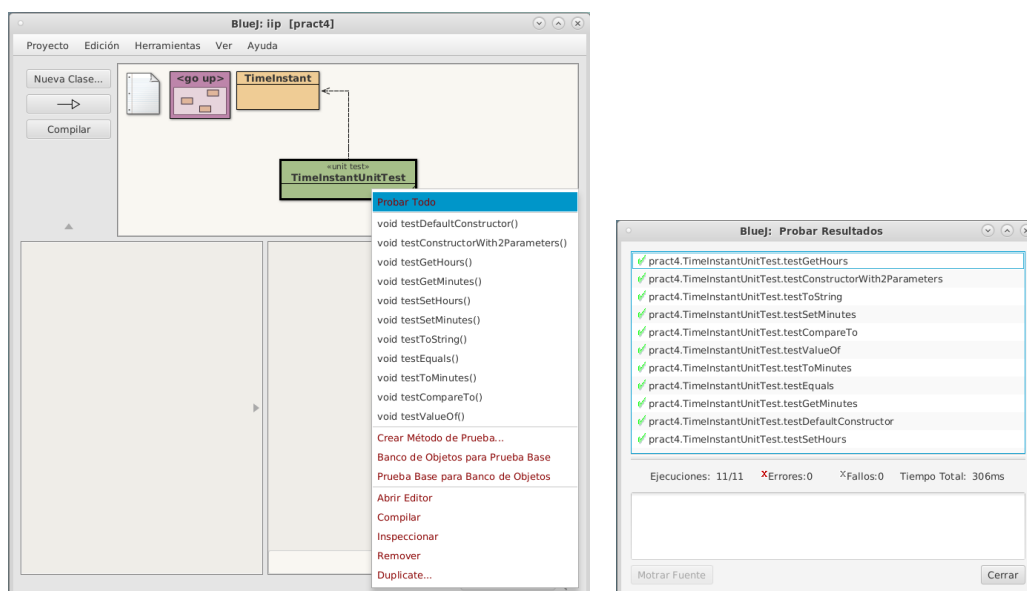 BlueJ: iip [pract4]
Proyecto Edición Herramientas Ver Ayuda
Nueva Clase...
Compilar
<go up>
TimeInstant
«unit test»
TimeInstantUnitTest
Probar Todo
void testDefaultConstructor()
void testConstructorWith2Parameters()
void testGetHours()
void testGetMinutes()
void testSetHours()
void testSetMinutes()
void testToString()
void testEquals()
void testToMinutes()
void testCompareTo()
void testValueOf()
Crear Método de Prueba...
Banco de Objetos para Prueba Base
Prueba Base para Banco de Objetos
Abrir Editor
Compilar
Inspeccionar
Remover
Duplicate...
BlueJ: Probar Resultados
pract4.TimeInstantUnitTest.testGetHours
pract4.TimeInstantUnitTest.testConstructorWith2Parameters
pract4.TimeInstantUnitTest.testToString
pract4.TimeInstantUnitTest.testSetMinutes
pract4.TimeInstantUnitTest.testCompareTo
pract4.TimeInstantUnitTest.testValueOf
pract4.TimeInstantUnitTest.testToMinutes
pract4.TimeInstantUnitTest.testEquals
pract4.TimeInstantUnitTest.testGetMinutes
pract4.TimeInstantUnitTest.testDefaultConstructor
pract4.TimeInstantUnitTest.testSetHours
Ejecuciones: 11/11 xErrores:0 xFallos:0 Tiempo Total: 306ms
Motrar Fuente Cerrar